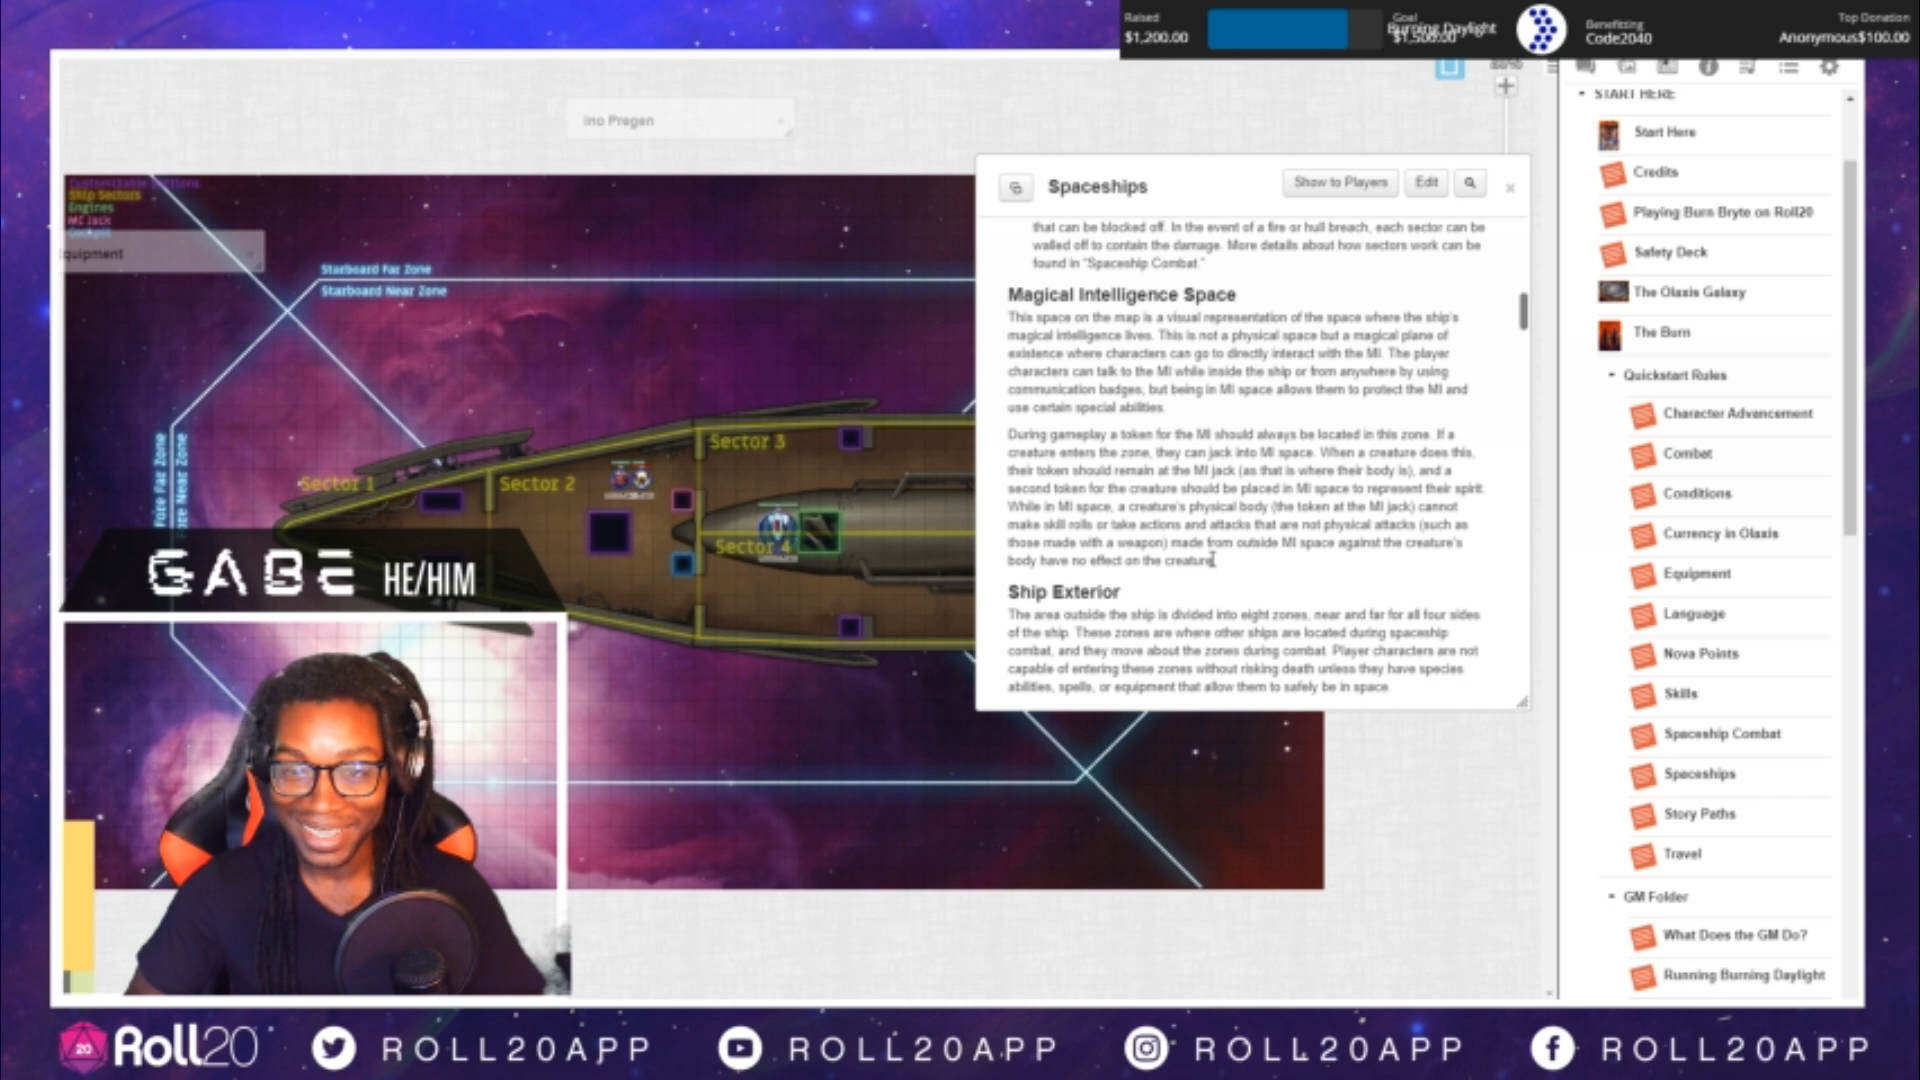 Raised
$1,200.00
Goal
$1,500.00
Burning Daylight
Benefitting
Code2040
Top Donation
Anonymous$100.00
Ino Pregen
Customizable Sections
Ship Sectors
Engines
MI Jack
Cockpit
quipment
Starboard Far Zone
Starboard Near Zone
Fore Far Zone
Fore Near Zone
Sector 1
Sector 2
Sector 3
Sector 4
GABE HE/HIM
Spaceships
Show to Players
Edit
that can be blocked off. In the event of a fire or hull breach, each sector can be
walled off to contain the damage. More details about how sectors work can be
found in "Spaceship Combat."
Magical Intelligence Space
This space on the map is a visual representation of the space where the ship's
magical intelligence lives. This is not a physical space but a magical plane of
existence where characters can go to directly interact with the MI. The player
characters can talk to the MI while inside the ship or from anywhere by using
communication badges, but being in MI space allows them to protect the MI and
use certain special abilities.
During gameplay a token for the MI should always be located in this zone. If a
creature enters the zone, they can jack into MI space. When a creature does this,
their token should remain at the MI jack (as that is where their body is), and a
second token for the creature should be placed in MI space to represent their spirit.
While in MI space, a creature's physical body (the token at the MI jack) cannot
make skill rolls or take actions and attacks that are not physical attacks (such as
those made with a weapon) made from outside MI space against the creature's
body have no effect on the creature.
Ship Exterior
The area outside the ship is divided into eight zones, near and far for all four sides
of the ship. These zones are where other ships are located during spaceship
combat, and they move about the zones during combat. Player characters are not
capable of entering these zones without risking death unless they have species
abilities, spells, or equipment that allow them to safely be in space.
START HERE
Start Here
Credits
Playing Burn Bryte on Roll20
Safety Deck
The Olaxis Galaxy
The Burn
Quickstart Rules
Character Advancement
Combat
Conditions
Currency in Olaxis
Equipment
Language
Nova Points
Skills
Spaceship Combat
Spaceships
Story Paths
Travel
GM Folder
What Does the GM Do?
Running Burning Daylight
20
Roll20
ROLL20APP
ROLL20APP
ROLL20APP
ROLL20APP